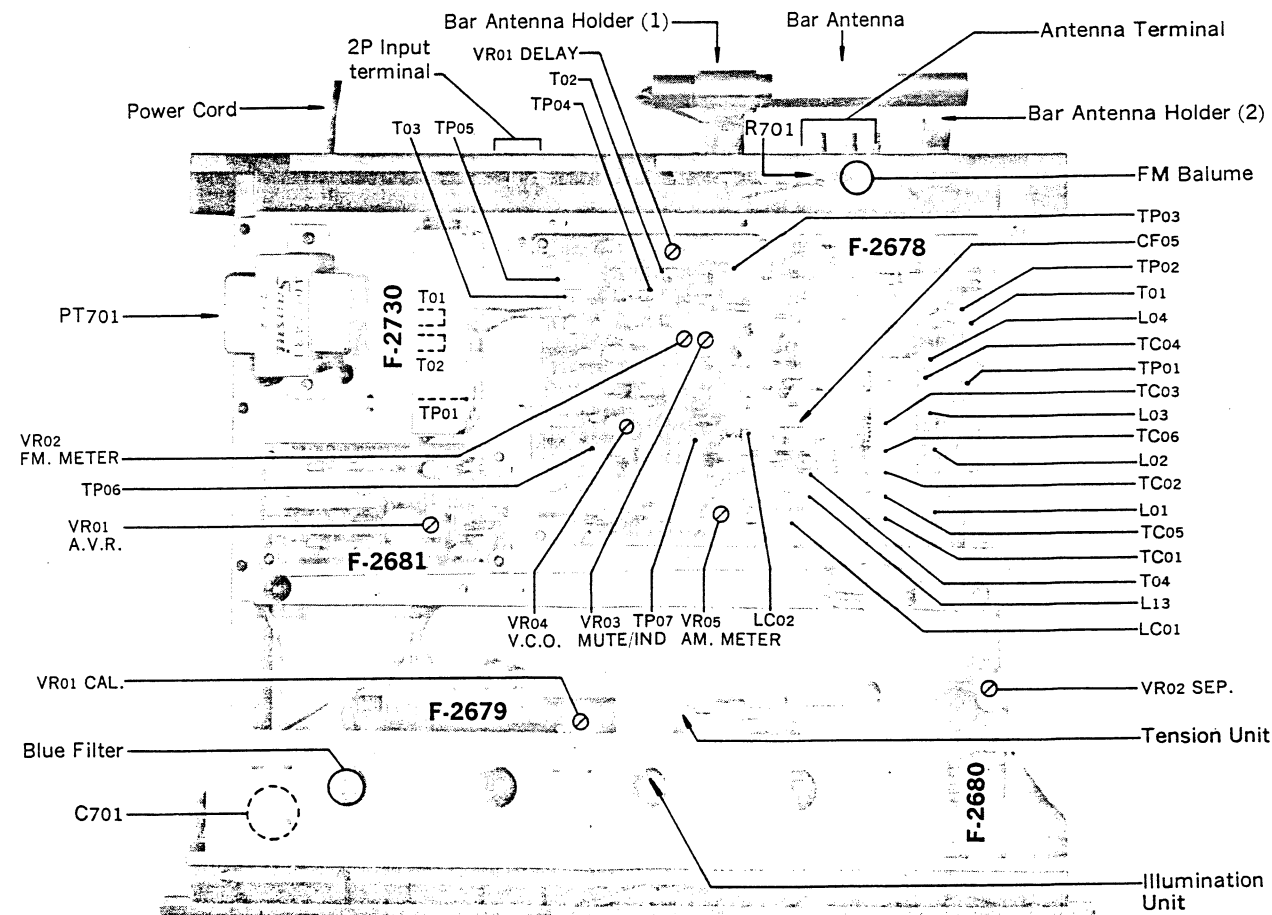 Bar Antenna Holder (1)
Bar Antenna
Antenna Terminal
2P Input
terminal
VR01 DELAY
T02
TP04
Power Cord
T03
TP05
R701
Bar Antenna Holder (2)
FM Balume
TP03
F-2678
CF05
TP02
T01
L04
TC04
TP01
TC03
L03
TC06
L02
TC02
L01
TC05
TC01
T04
L13
LC01
PT701
F-2730
T01
T02
TP01
VR02
FM. METER
TP06
VR01
A.V.R.
F-2681
VR04
V.C.O.
VR03 TP07 VR05 LC02
MUTE/IND AM. METER
VR01 CAL.
F-2679
VR02 SEP.
Tension Unit
Blue Filter
C701
F-2680
Illumination
Unit